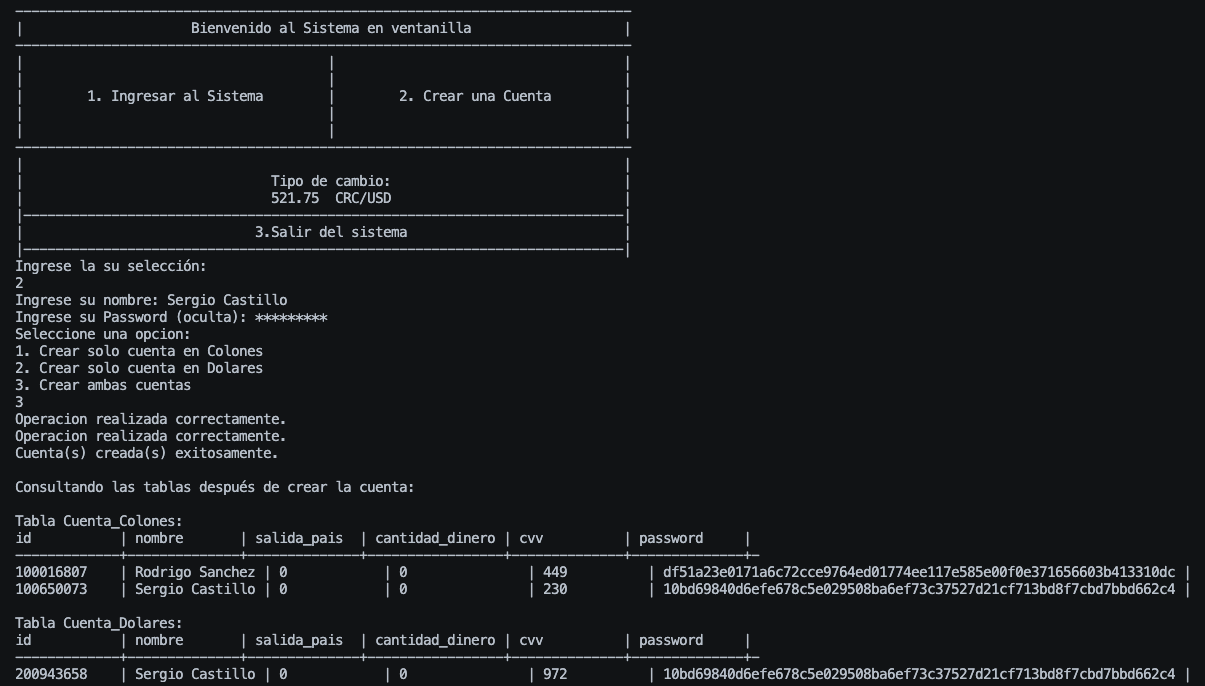 Bienvenido al Sistema en ventanilla
1. Ingresar al Sistema | 2. Crear una Cuenta
Tipo de cambio:
521.75  CRC/USD
3.Salir del sistema
Ingrese la su selección:
2
Ingrese su nombre: Sergio Castillo
Ingrese su Password (oculta): *********
Seleccione una opcion:
1. Crear solo cuenta en Colones
2. Crear solo cuenta en Dolares
3. Crear ambas cuentas
3
Operacion realizada correctamente.
Operacion realizada correctamente.
Cuenta(s) creada(s) exitosamente.
Consultando las tablas después de crear la cuenta:
Tabla Cuenta_Colones:
id | nombre | salida_pais | cantidad_dinero | cvv | password |
100016807 | Rodrigo Sanchez | 0 | 0 | 449 | df51a23e0171a6c72cce9764ed01774ee117e585e00f0e371656603b413310dc |
100650073 | Sergio Castillo | 0 | 0 | 230 | 10bd69840d6efe678c5e029508ba6ef73c37527d21cf713bd8f7cbd7bbd662c4 |
Tabla Cuenta_Dolares:
id | nombre | salida_pais | cantidad_dinero | cvv | password |
200943658 | Sergio Castillo | 0 | 0 | 972 | 10bd69840d6efe678c5e029508ba6ef73c37527d21cf713bd8f7cbd7bbd662c4 |